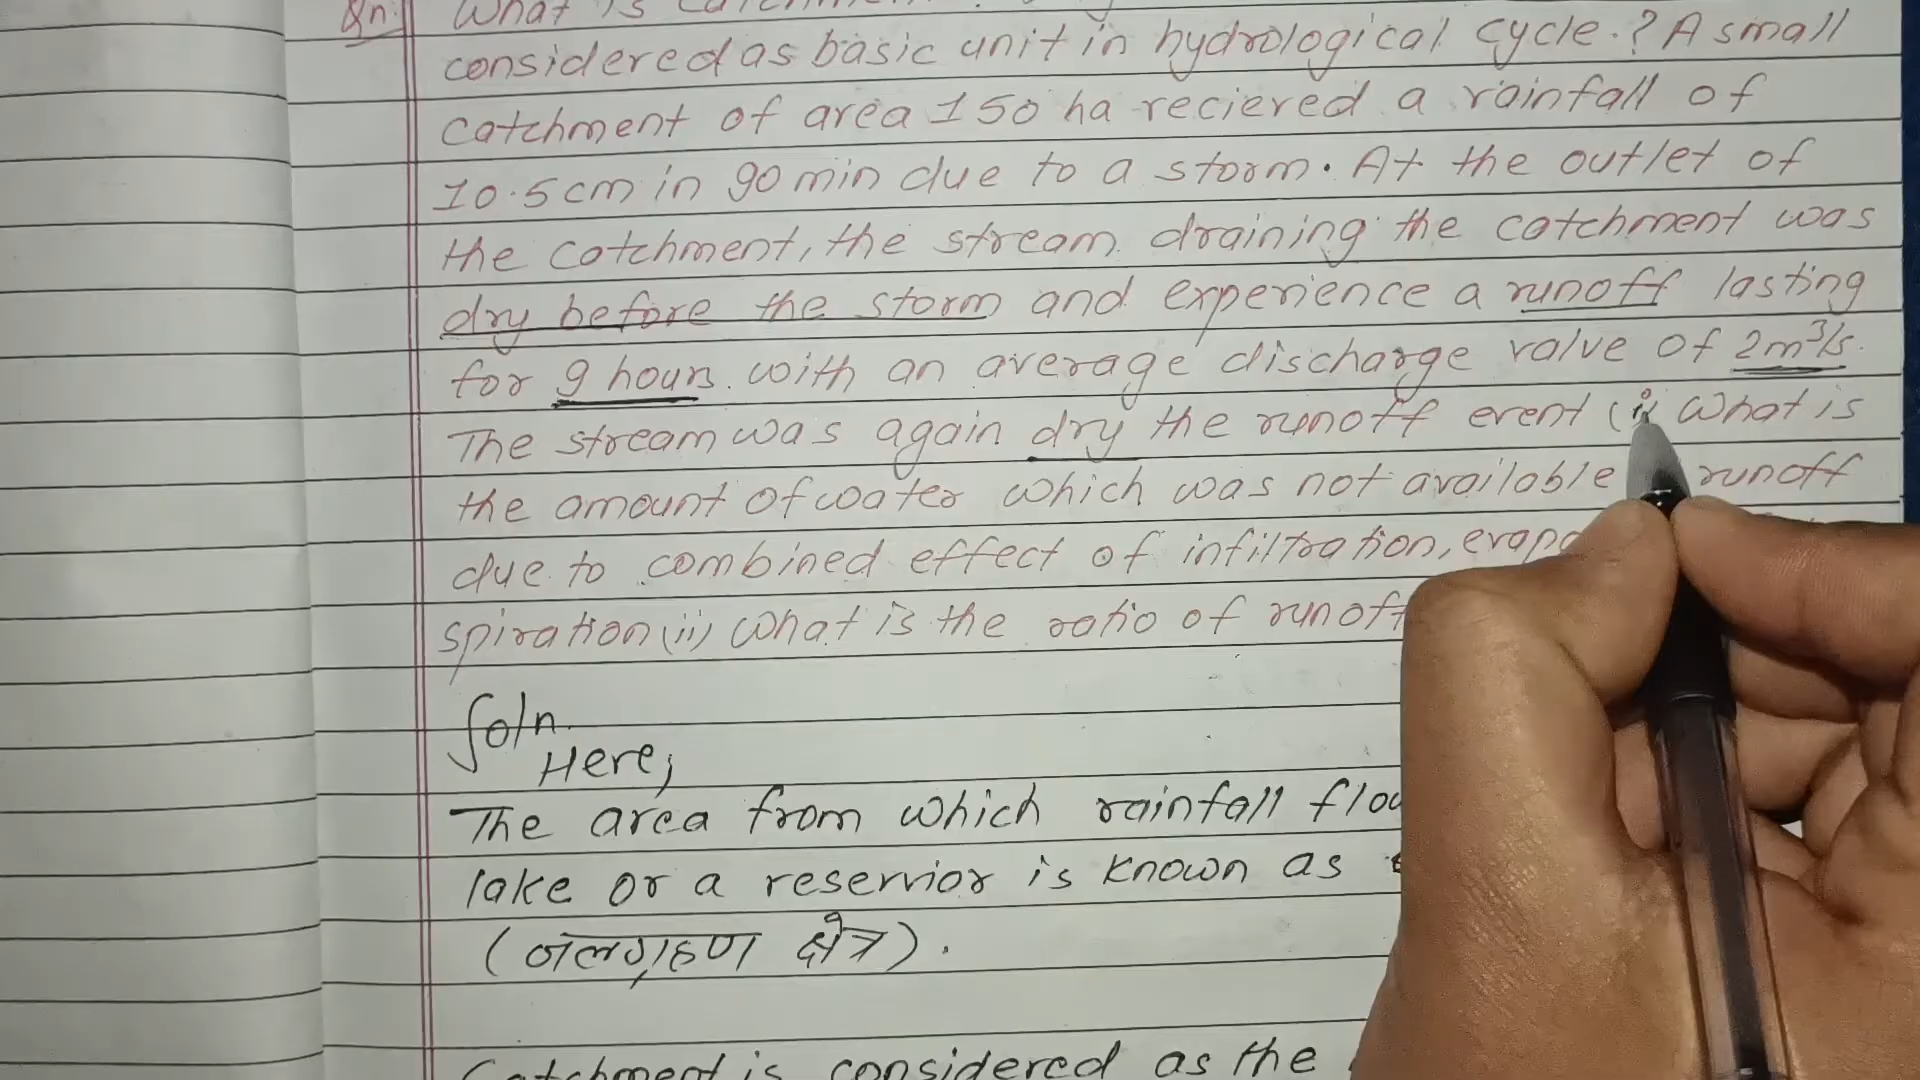 Qn: What is
considered as basic unit in hydrological cycle.? A small
catchment of area 150 ha reciered a rainfall of
10.5cm in 90 min due to a storm. At the outlet of
the catchment, the stream draining the catchment was
dry before the storm and experience a runoff lasting
for 9 hours with an average discharge value of 2m³/s.
The stream was again dry the runoff event (i) What is
the amount of water which was not available runoff
due to combined effect of infiltration,
spiration (ii) What is the ratio of runoff
Soln.
Here,
The area from which rainfall
lake or a reservior is known as
(जलग्रहण क्षेत्र).
Catchment is considered as the